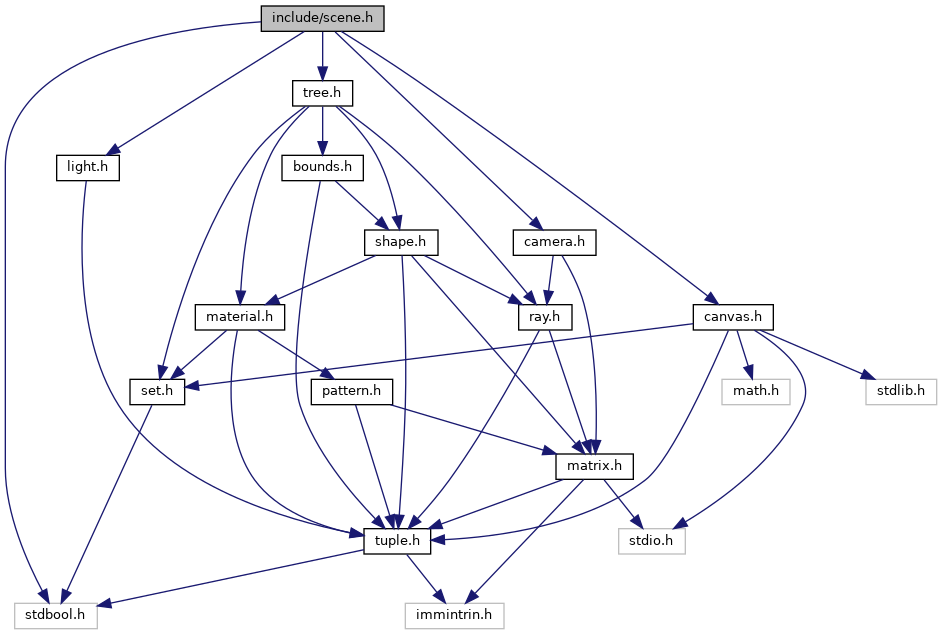 include/scene.h
tree.h
light.h
bounds.h
shape.h
camera.h
material.h
ray.h
canvas.h
set.h
pattern.h
math.h
stdlib.h
matrix.h
tuple.h
stdio.h
stdbool.h
immintrin.h